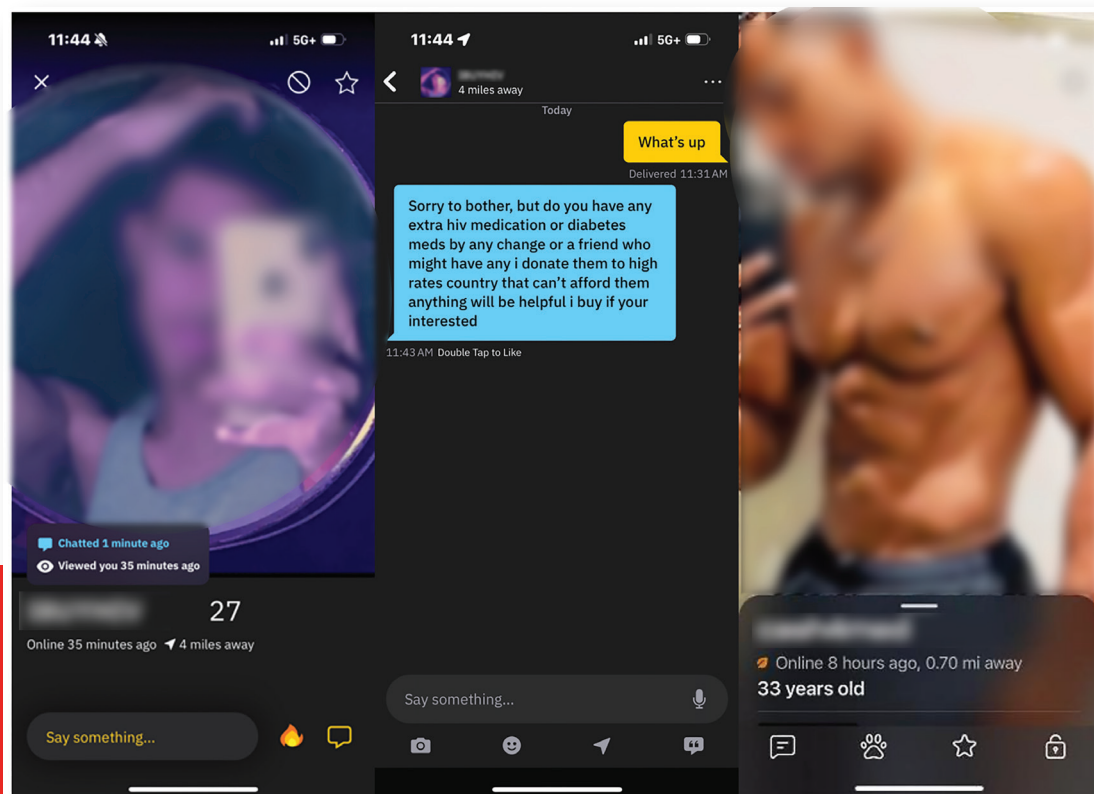 11:44
5G+
Chatted 1 minute ago
Viewed you 35 minutes ago
27
Online 35 minutes ago 4 miles away
Say something...
11:44
5G+
4 miles away
Today
What's up
Delivered 11:31 AM
Sorry to bother, but do you have any
extra hiv medication or diabetes
meds by any change or a friend who
might have any i donate them to high
rates country that can't afford them
anything will be helpful i buy if your
interested
11:43 AM Double Tap to Like
Say something...
Online 8 hours ago, 0.70 mi away
33 years old